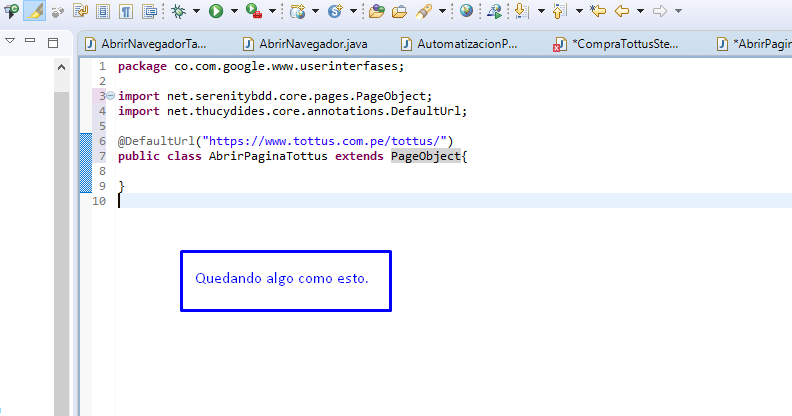 AbrirNavegadorTa...
AbrirNavegador.java
AutomatizacionP...
*CompraTottusSte...
*AbrirPagin
1 package co.com.google.www.userinterfases;
2
3 import net.serenitybdd.core.pages.PageObject;
4 import net.thucydides.core.annotations.DefaultUrl;
5
6 @DefaultUrl("https://www.tottus.com.pe/tottus/")
7 public class AbrirPaginaTottus extends PageObject{
8
9 }
10
Quedando algo como esto.